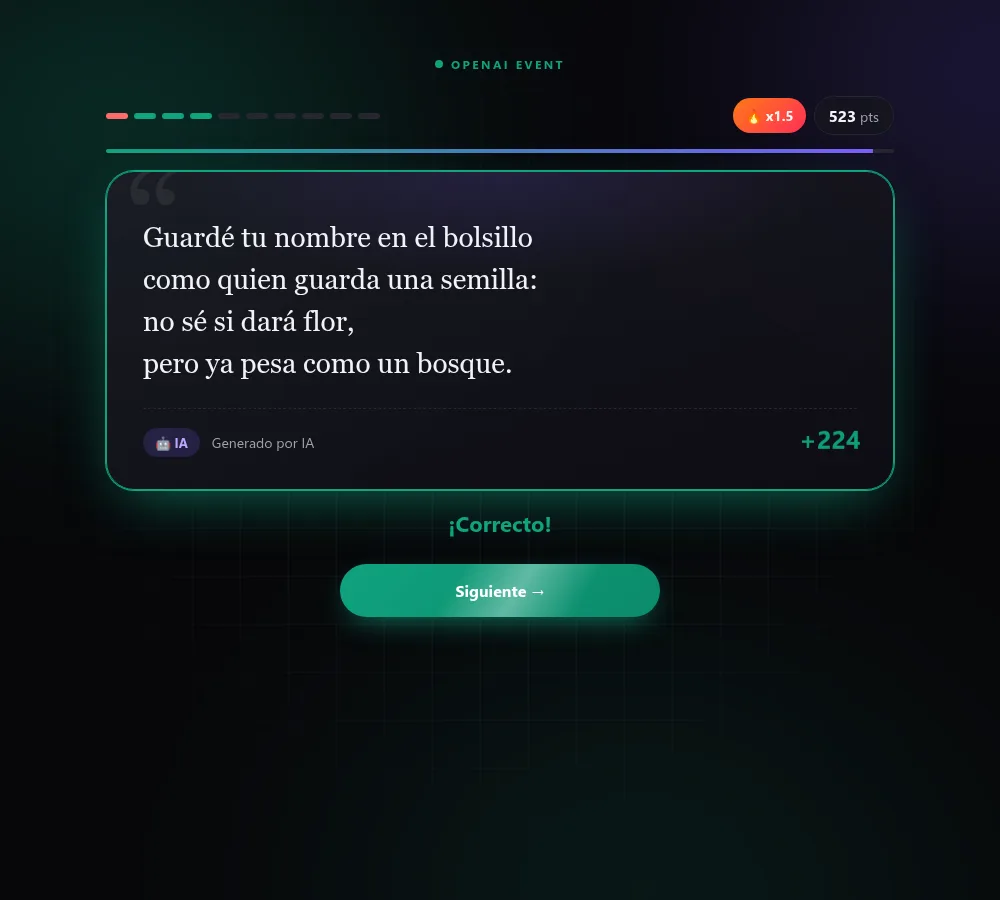 OPENAI EVENT
🔥 x1.5
523 pts
“
Guardé tu nombre en el bolsillo
como quien guarda una semilla:
no sé si dará flor,
pero ya pesa como un bosque.
🤖 IA Generado por IA
+224
¡Correcto!
Siguiente →